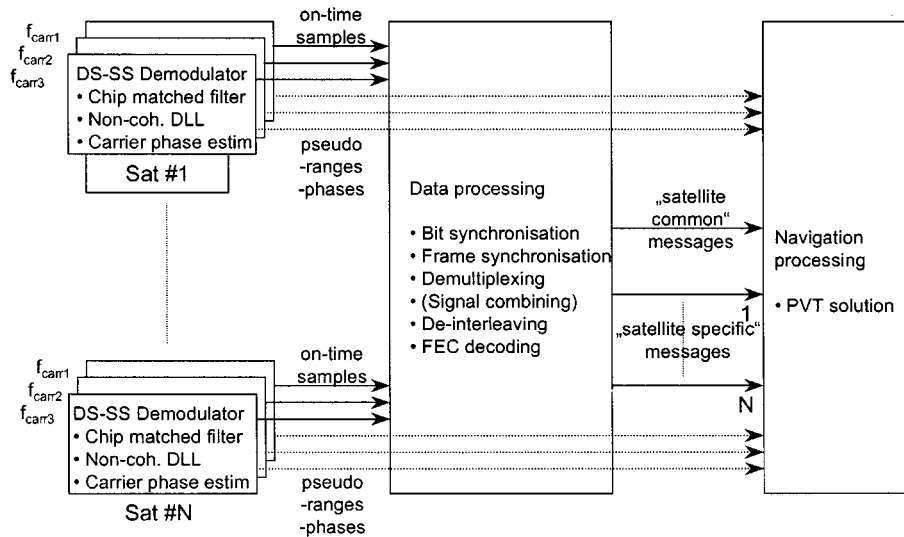 f_carr1
f_carr2
f_carr3
DS-SS Demodulator
• Chip matched filter
• Non-coh. DLL
• Carrier phase estim
Sat #1
on-time
samples
pseudo
-ranges
-phases
Data processing
• Bit synchronisation
• Frame synchronisation
• Demultiplexing
• (Signal combining)
• De-interleaving
• FEC decoding
„satellite
common“
messages
1
„satellite specific“
messages
N
Navigation
processing
• PVT solution
f_carr1
f_carr2
f_carr3
DS-SS Demodulator
• Chip matched filter
• Non-coh. DLL
• Carrier phase estim
Sat #N
on-time
samples
pseudo
-ranges
-phases